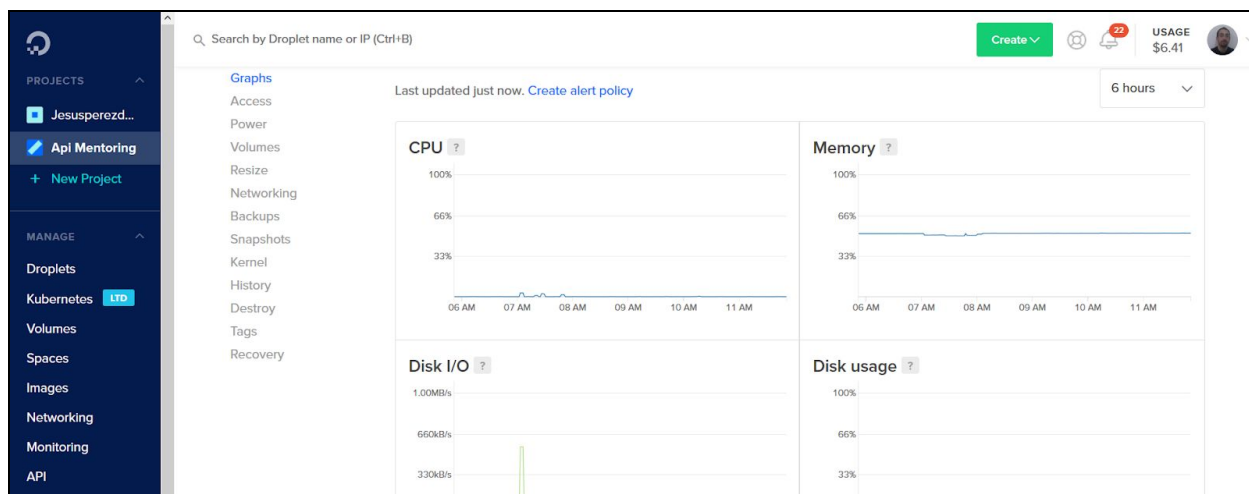 Search by Droplet name or IP (Ctrl+B)
Create
22
USAGE
$6.41
PROJECTS
Jesusperezd...
Api Mentoring
+ New Project
MANAGE
Droplets
Kubernetes LTD
Volumes
Spaces
Images
Networking
Monitoring
API
Graphs
Access
Power
Volumes
Resize
Networking
Backups
Snapshots
Kernel
History
Destroy
Tags
Recovery
Last updated just now. Create alert policy
6 hours
CPU ?
100%
66%
33%
06 AM 07 AM 08 AM 09 AM 10 AM 11 AM
Memory ?
100%
66%
33%
06 AM 07 AM 08 AM 09 AM 10 AM 11 AM
Disk I/O ?
1.00MB/s
660kB/s
330kB/s
Disk usage ?
100%
66%
33%